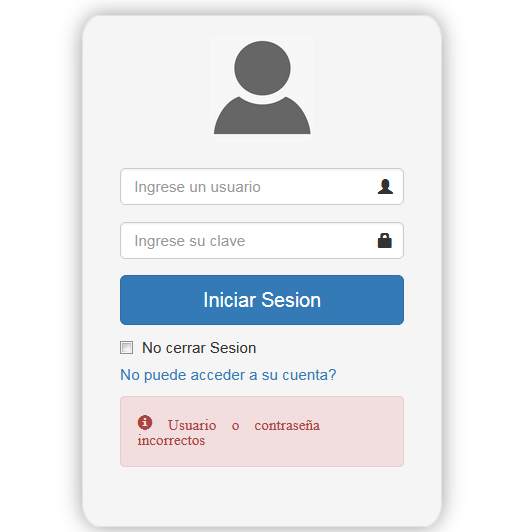 Ingrese un usuario
Ingrese su clave
Iniciar Sesion
No cerrar Sesion
No puede acceder a su cuenta?
Usuario o contraseña
incorrectos